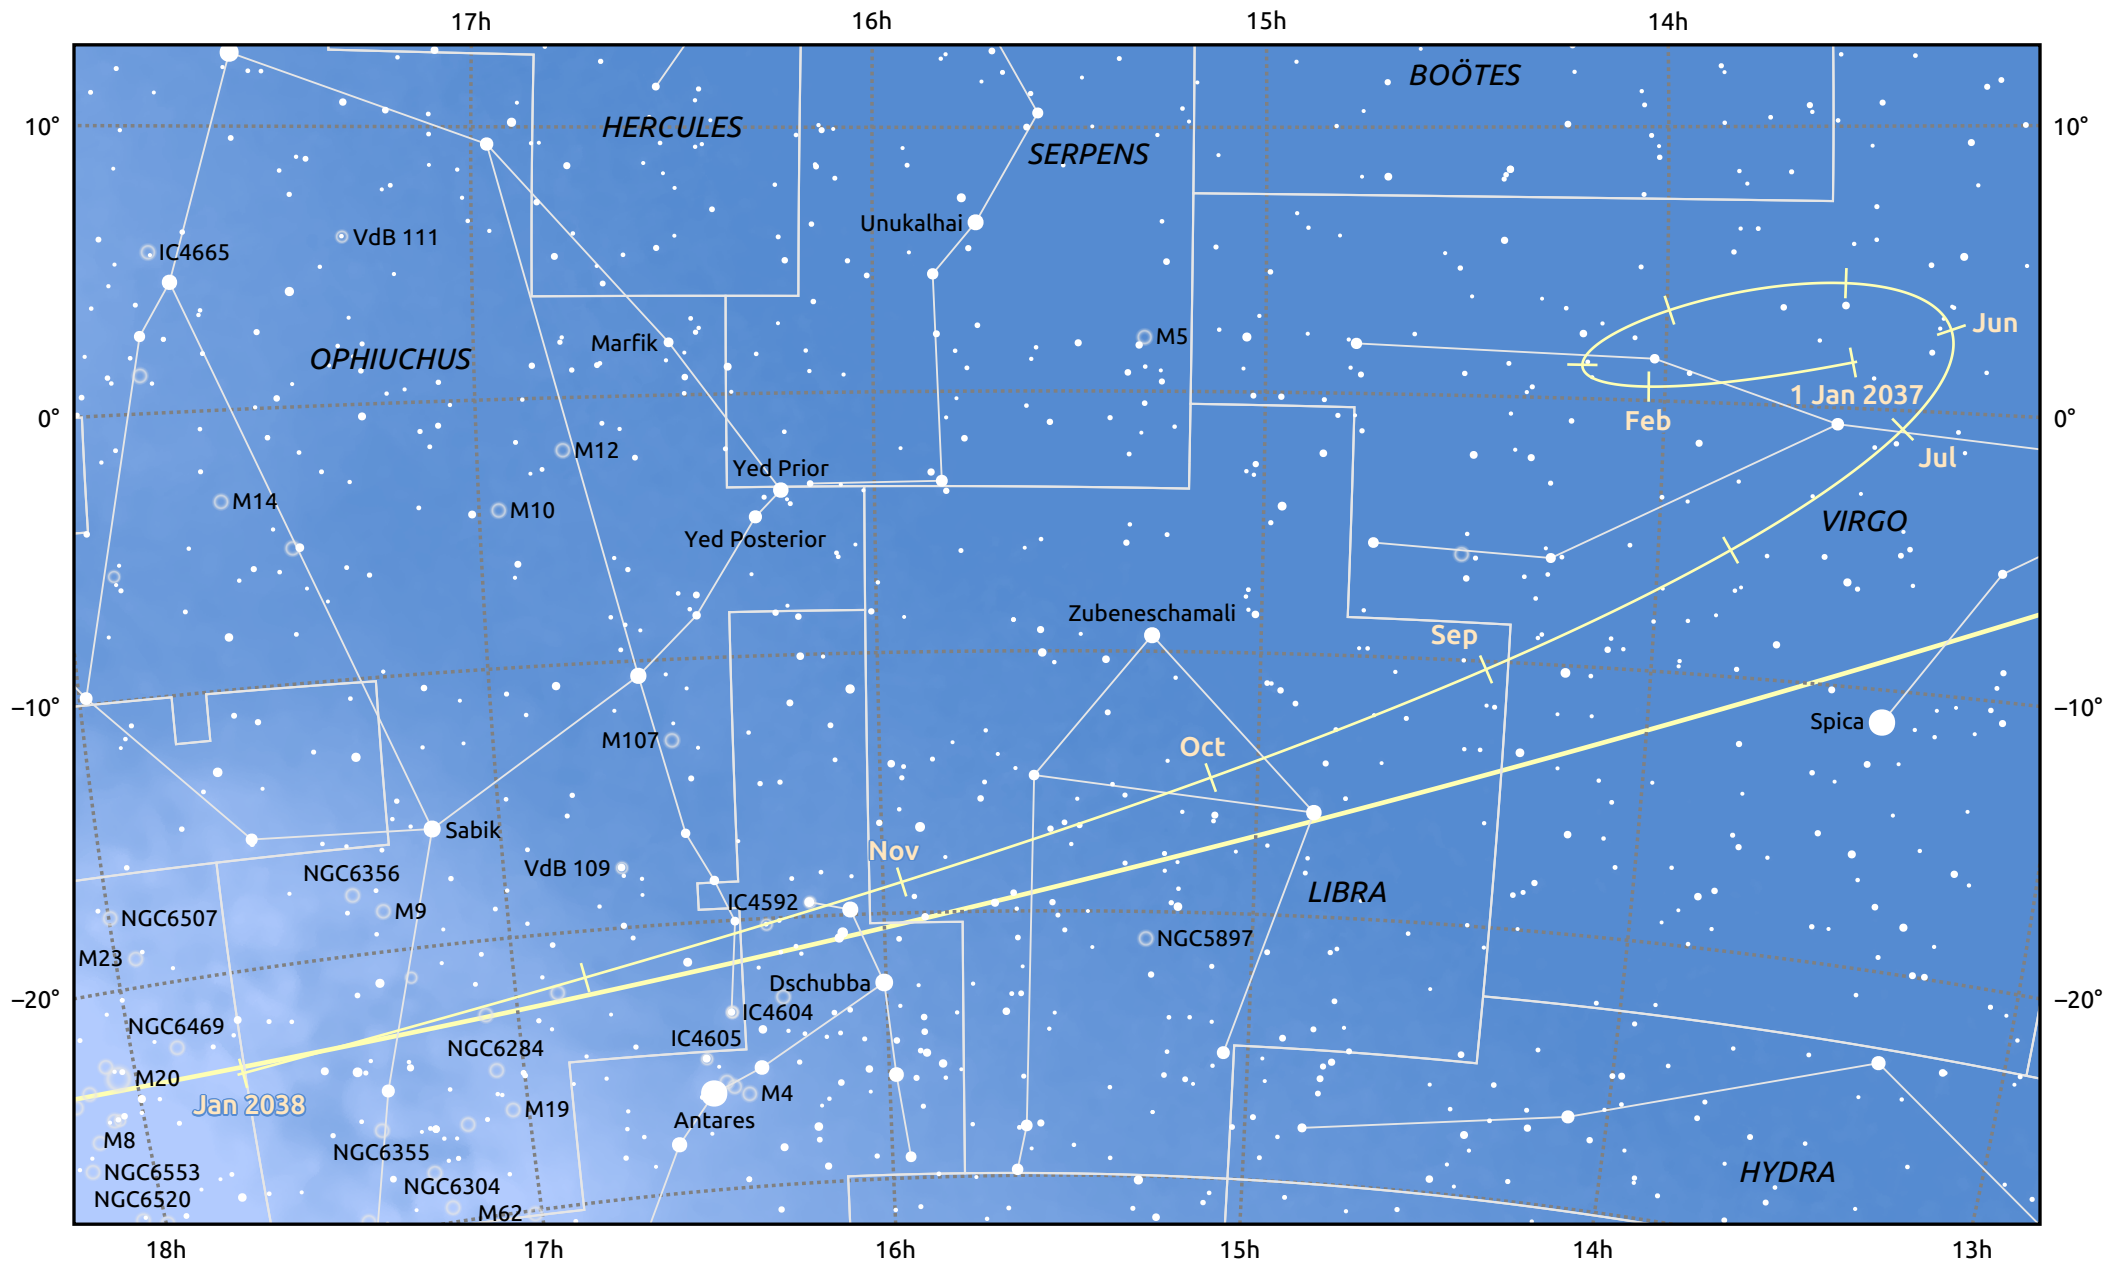 17h
16h
15h
14h
BOÖTES
10°
HERCULES
10°
SERPENS
Unukalhai
VdB 111
IC4665
Jun
Marfik
M5
OPHIUCHUS
1 Jan 2037
0°
Feb
0°
M12
Jul
Yed Prior
M14
M10
VIRGO
Yed Posterior
Zubeneschamali
Sep
−10°
−10°
Spica
M107
Oct
Sabik
Nov
VdB 109
NGC6356
LIBRA
IC4592
M9
NGC6507
NGC5897
M23
Dschubba
−20°
−20°
IC4604
NGC6469
IC4605
NGC6284
M20
M4
Jan 2038
M19
Antares
M8
NGC6355
NGC6553
HYDRA
NGC6304
NGC6520
M62
18h
17h
16h
15h
14h
13h